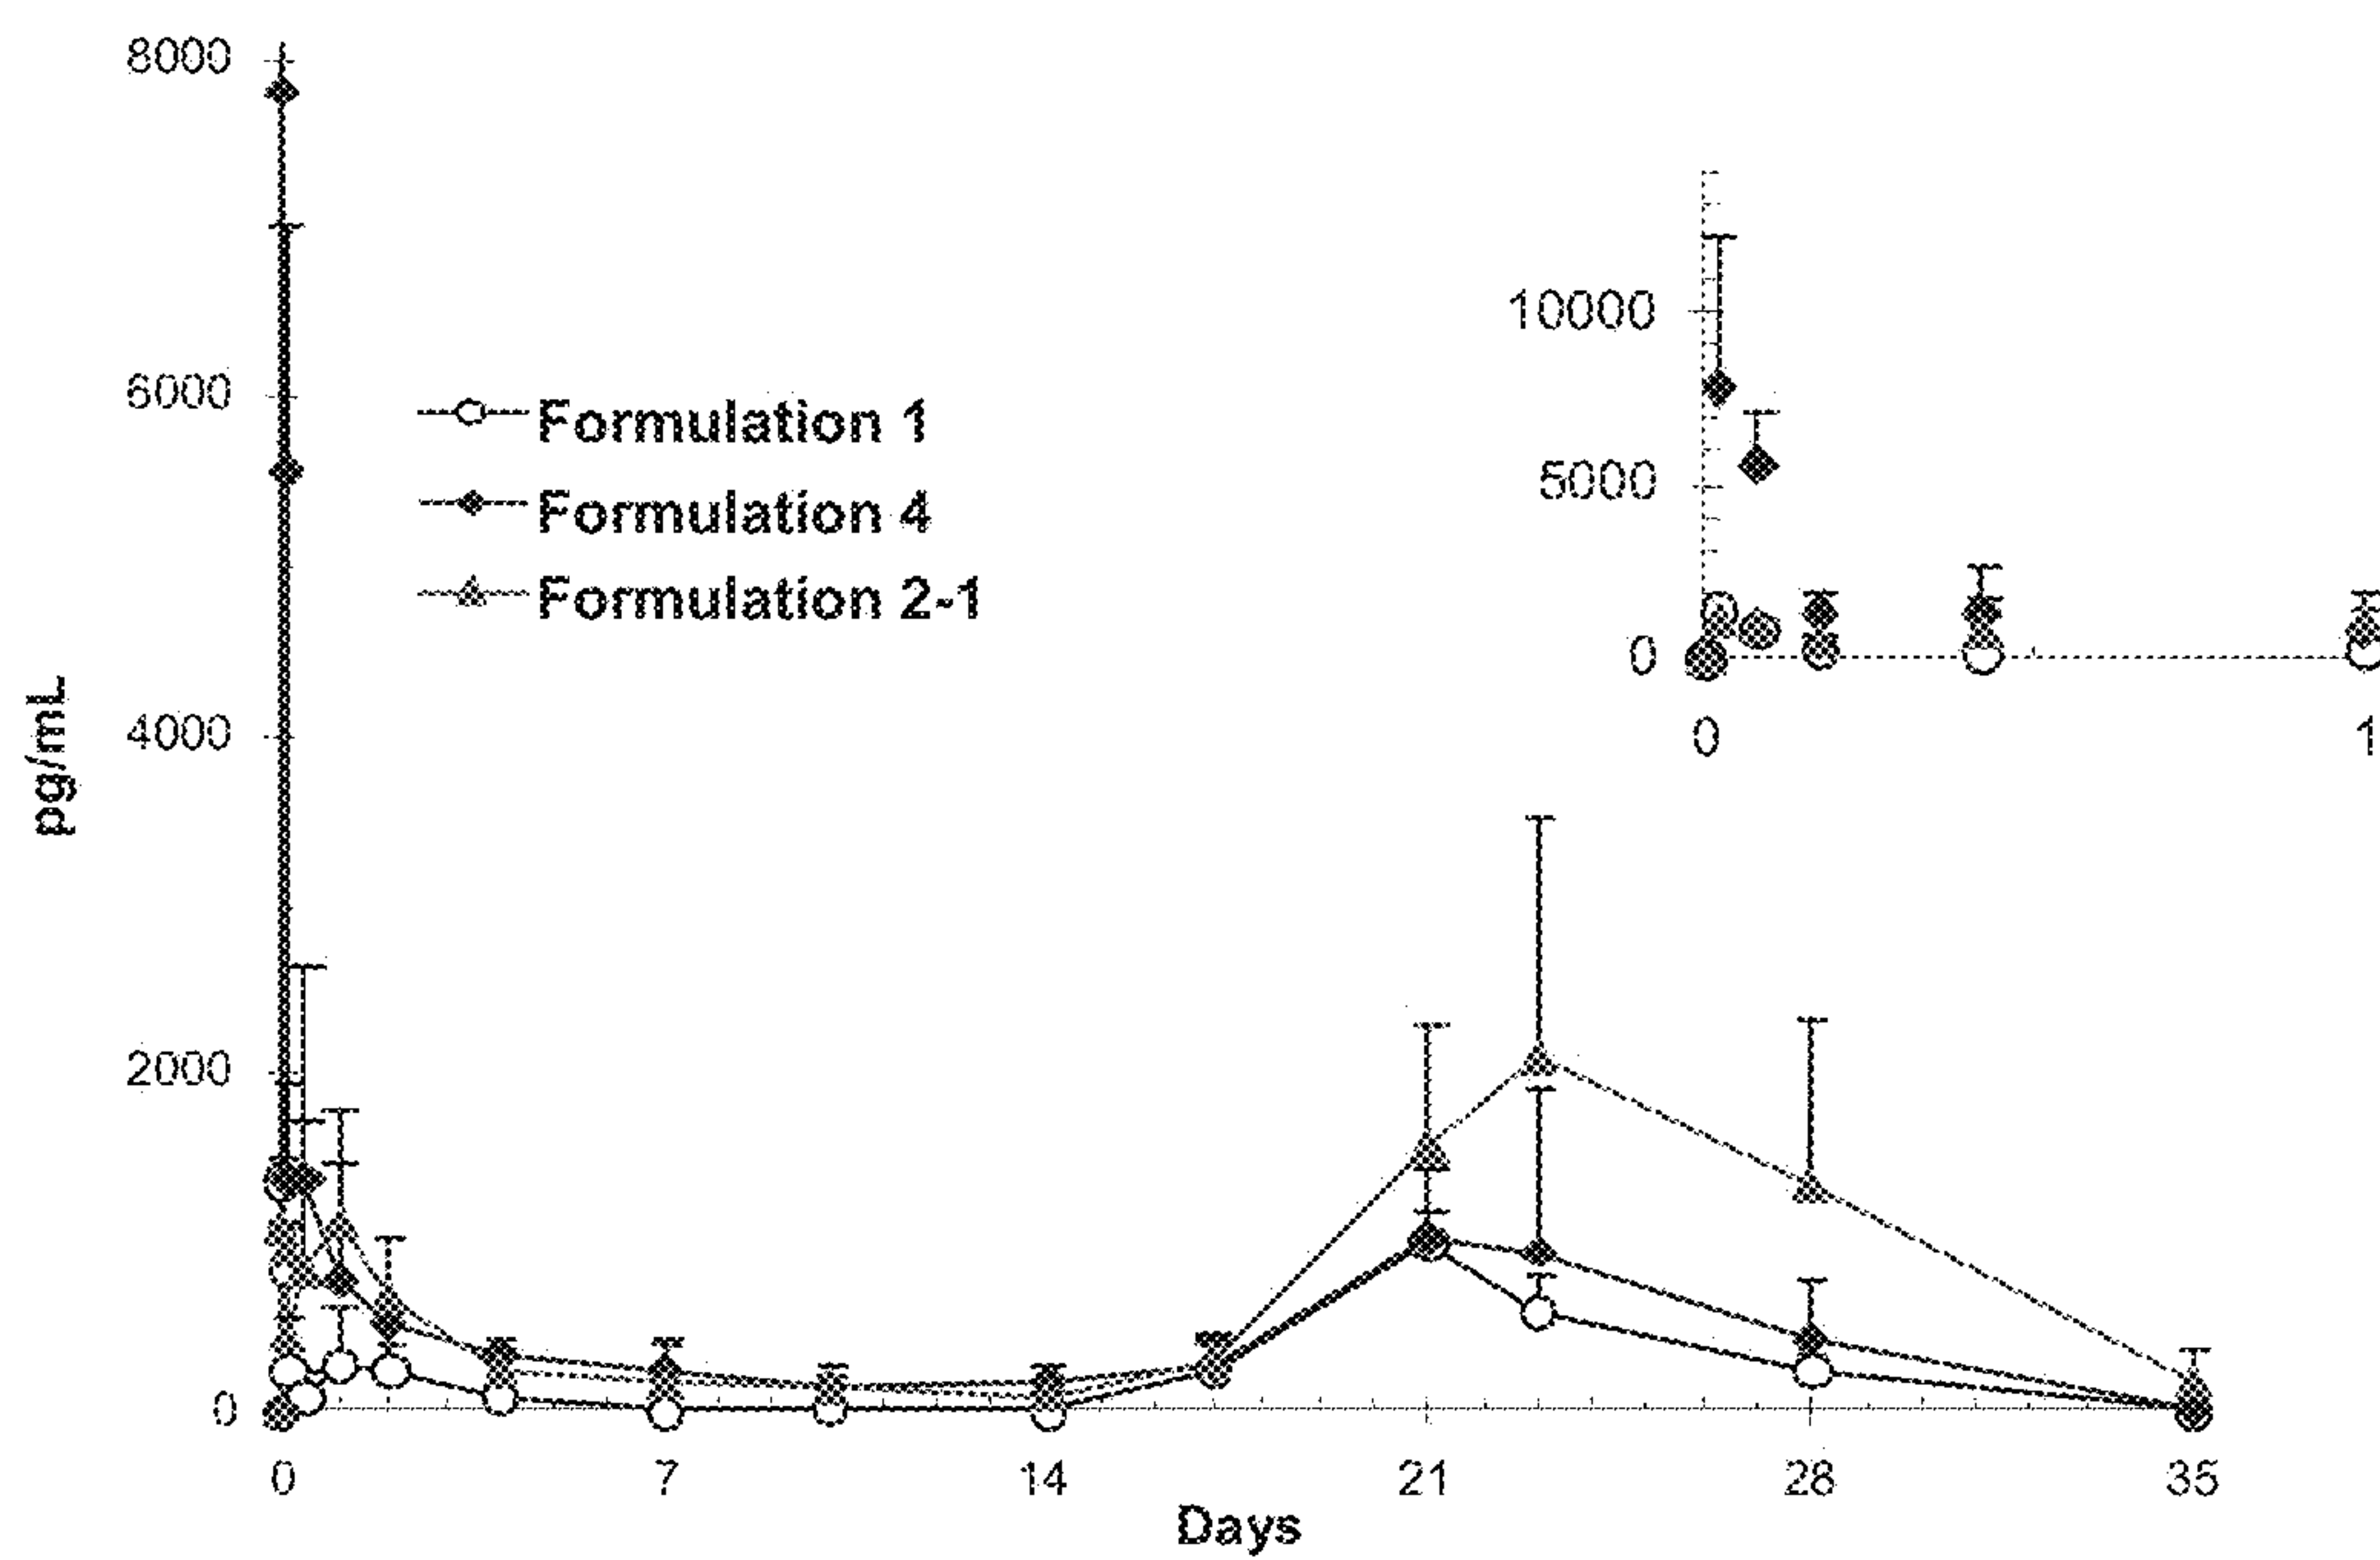 8000
6000
4000
2000
0
pg/mL
Formulation 1
Formulation 4
Formulation 2-1
10000
5000
0
0 1
0 7 14 21 28 35
Days